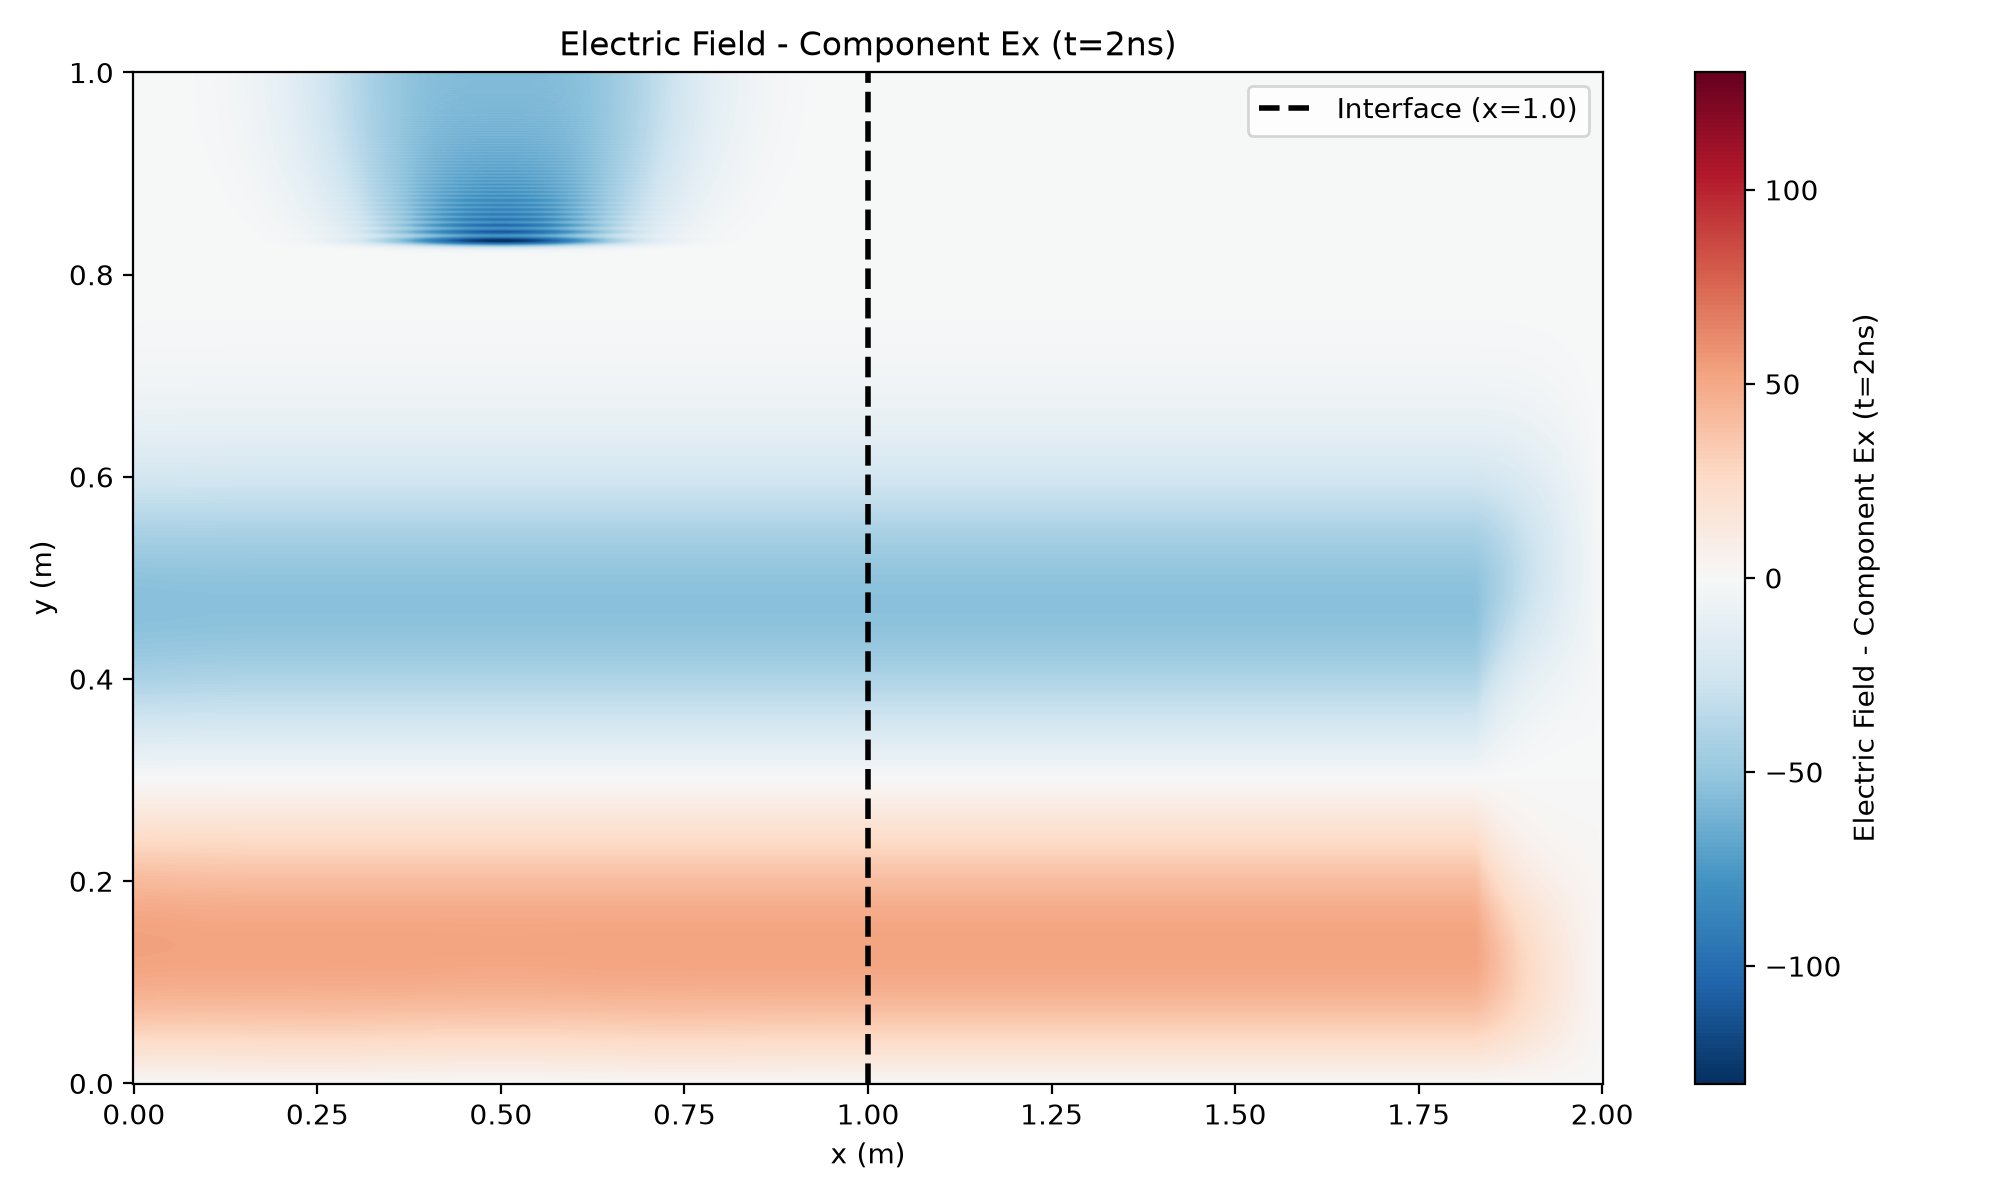 Electric Field - Component Ex (t=2ns)
Interface (x=1.0)
1.0
0.8
0.6
0.4
0.2
0.0
y (m)
0.00 0.25 0.50 0.75 1.00 1.25 1.50 1.75 2.00
x (m)
100
50
0
−50
−100
Electric Field - Component Ex (t=2ns)